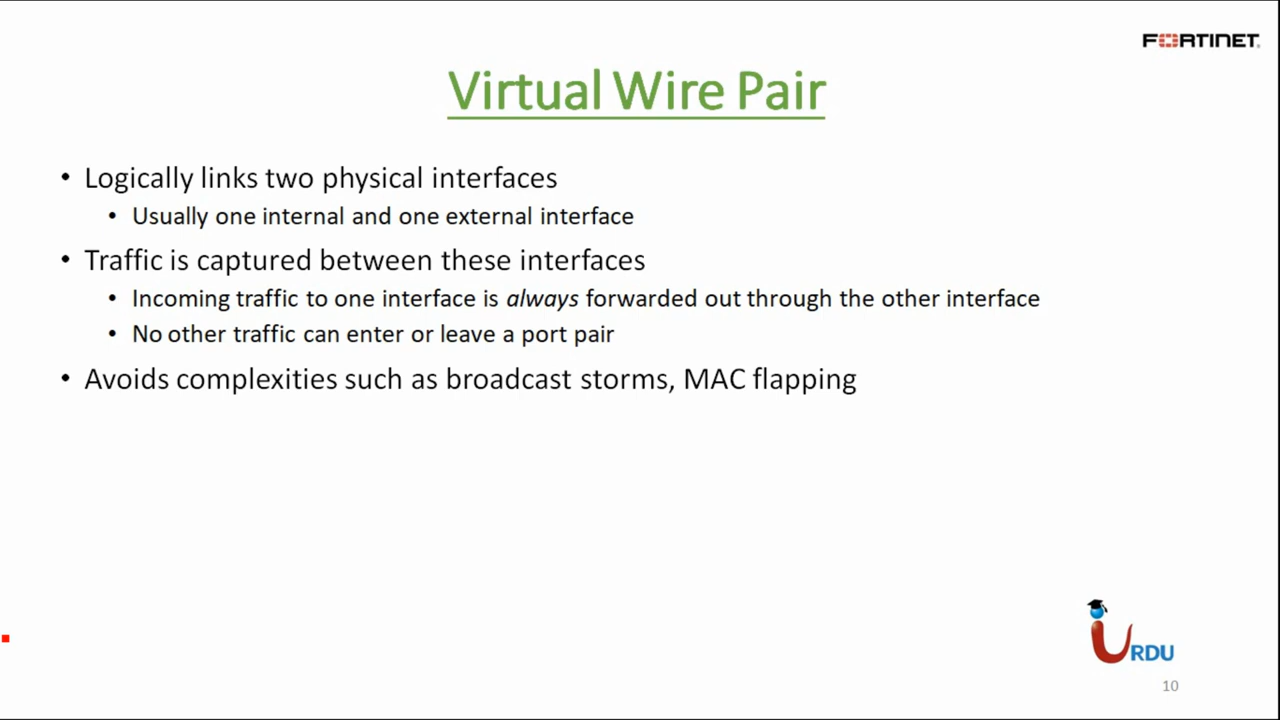 FORTINET
Virtual Wire Pair
• Logically links two physical interfaces
• Usually one internal and one external interface
• Traffic is captured between these interfaces
• Incoming traffic to one interface is always forwarded out through the other interface
• No other traffic can enter or leave a port pair
• Avoids complexities such as broadcast storms, MAC flapping
iURDU
10